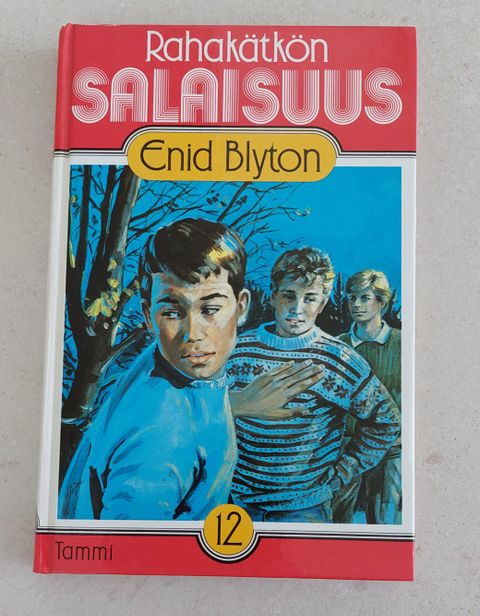 Rahakätkön
SALAISUUS
Enid Blyton
12
Tammi